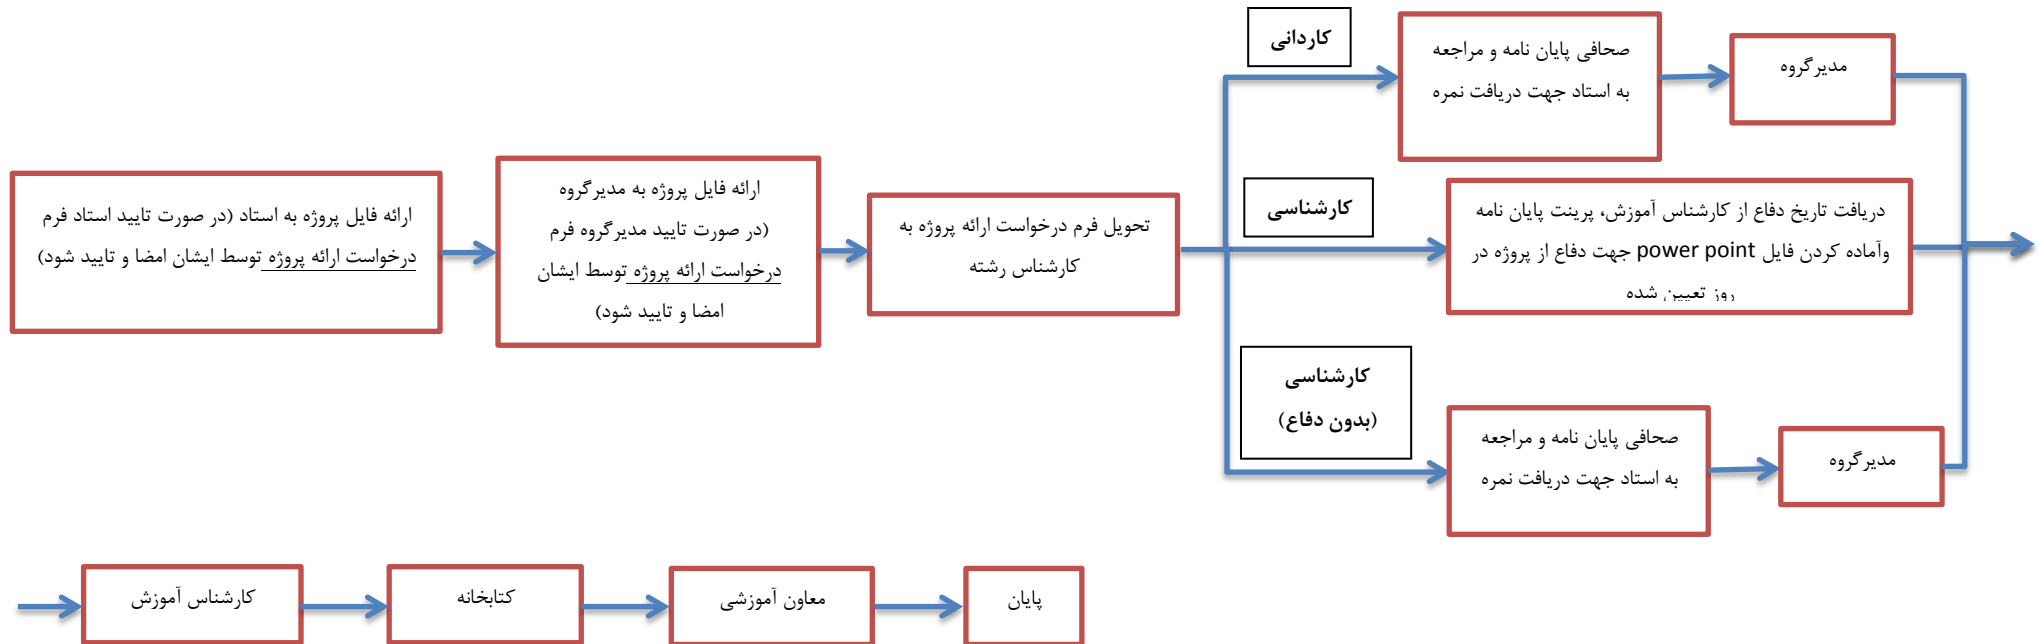 ارائه فایل پروژه به استاد (در صورت تایید استاد فرم
درخواست ارائه پروژه توسط ایشان امضا و تایید شود)
ارائه فایل پروژه به مدیرگروه
(در صورت تایید مدیرگروه فرم
درخواست ارائه پروژه توسط ایشان
امضا و تایید شود)
تحویل فرم درخواست ارائه پروژه به
کارشناس رشته
کاردانی
صحافی پایان نامه و مراجعه
به استاد جهت دریافت نمره
مدیرگروه
کارشناسی
دریافت تاریخ دفاع از کارشناس آموزش، پرینت پایان نامه
وآماده کردن فایل power point جهت دفاع از پروژه در
روز تعیین شده
کارشناسی
(بدون دفاع)
صحافی پایان نامه و مراجعه
به استاد جهت دریافت نمره
مدیرگروه
کارشناس آموزش
کتابخانه
معاون آموزشی
پایان